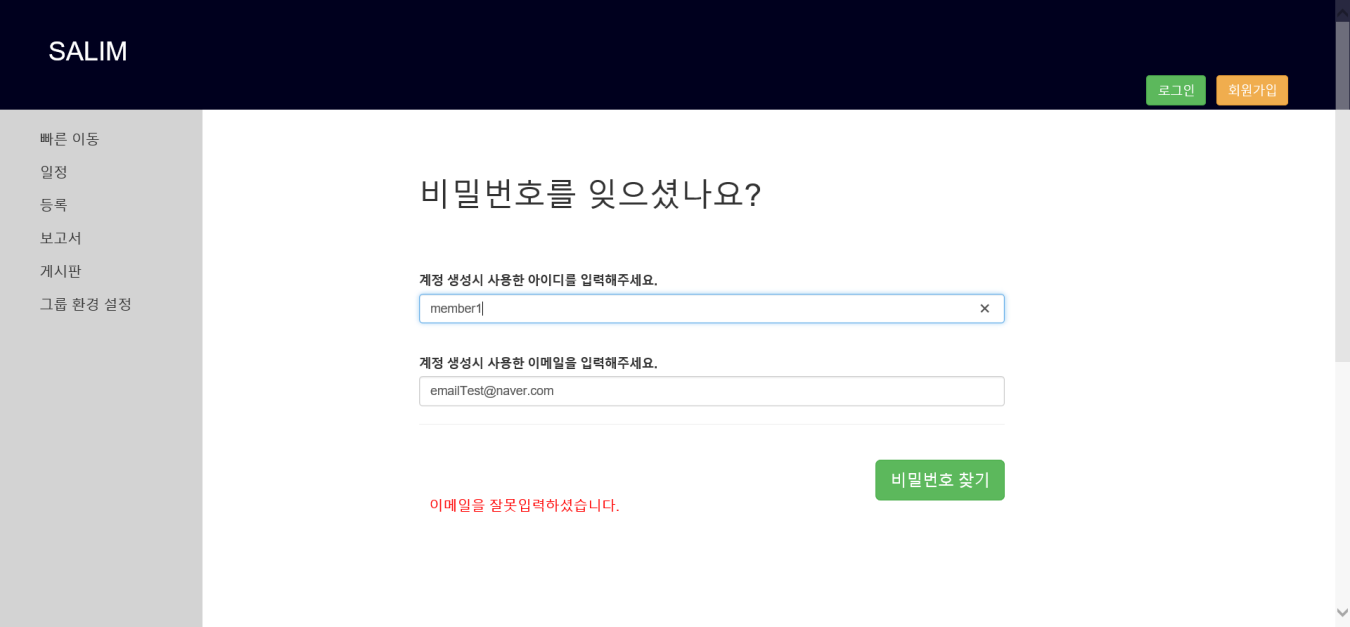 SALIM
로그인 회원가입
빠른 이동
일정
등록
보고서
게시판
그룹 환경 설정
비밀번호를 잊으셨나요?
계정 생성시 사용한 아이디를 입력해주세요.
member1
계정 생성시 사용한 이메일을 입력해주세요.
emailTest@naver.com
비밀번호 찾기
이메일을 잘못입력하셨습니다.